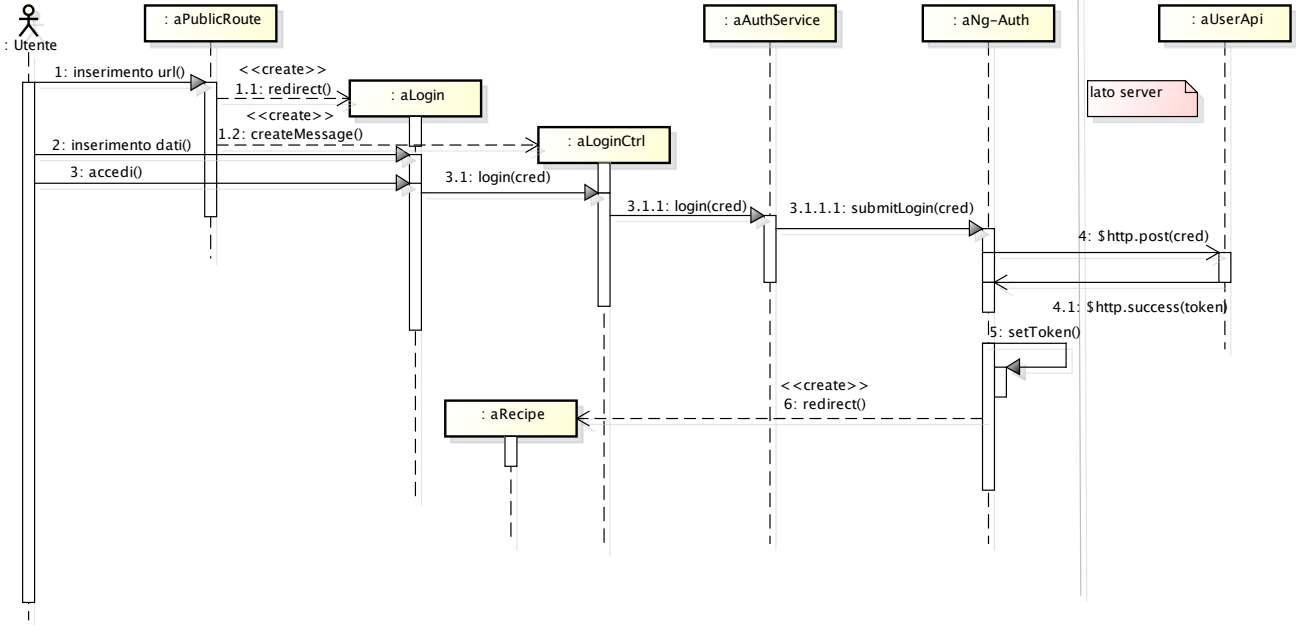 : Utente
: aPublicRoute
: aAuthService
: aNg-Auth
: aUserApi
1: inserimento url()
<<create>>
1.1: redirect()
: aLogin
lato server
<<create>>
1.2: createMessage()
: aLoginCtrl
2: inserimento dati()
3: accedi()
3.1: login(cred)
3.1.1: login(cred)
3.1.1.1: submitLogin(cred)
4: $http.post(cred)
4.1: $http.success(token)
5: setToken()
<<create>>
6: redirect()
: aRecipe